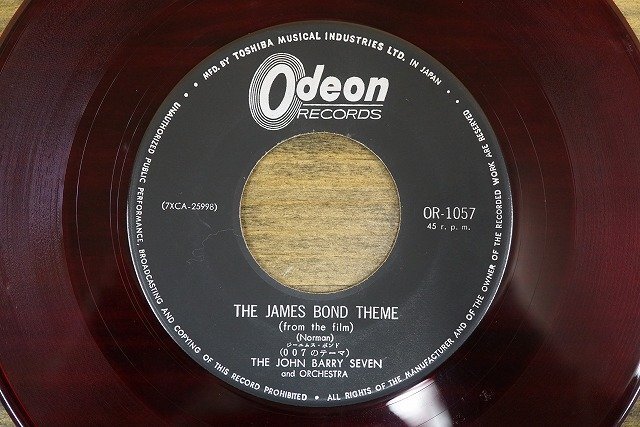 MFD. BY TOSHIBA MUSICAL INDUSTRIES LTD. IN JAPAN
Odeon
RECORDS
(7XCA-25998)
OR-1057
45 r. p. m.
THE JAMES BOND THEME
(from the film)
(Norman)
ジェームス・ボンド
(007のテーマ)
THE JOHN BARRY SEVEN
and ORCHESTRA
UNAUTHORIZED PUBLIC PERFORMANCE, BROADCASTING AND COPYING OF THIS RECORD PROHIBITED • ALL RIGHTS OF THE MANUFACTURER AND OF THE OWNER OF THE RECORDED WORK ARE RESERVED